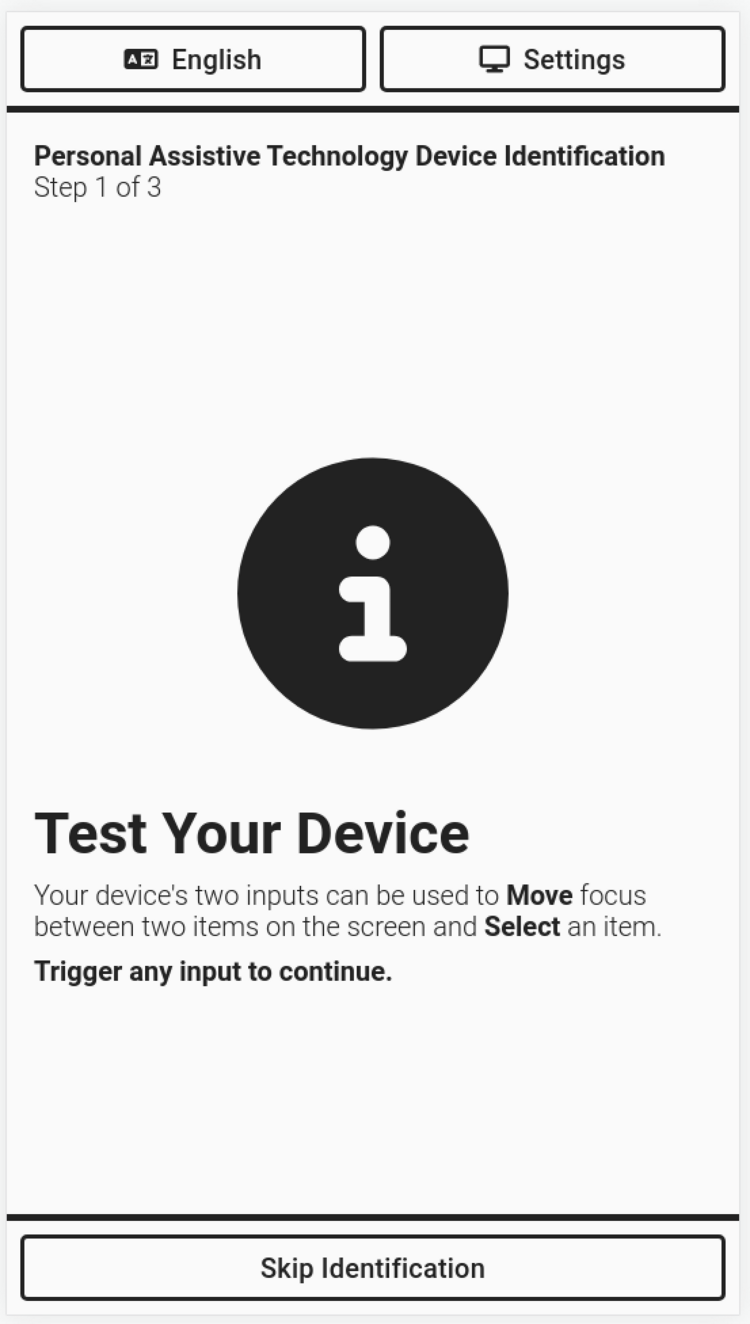 English
Settings
Personal Assistive Technology Device Identification
Step 1 of 3
Test Your Device
Your device's two inputs can be used to Move focus
between two items on the screen and Select an item.
Trigger any input to continue.
Skip Identification